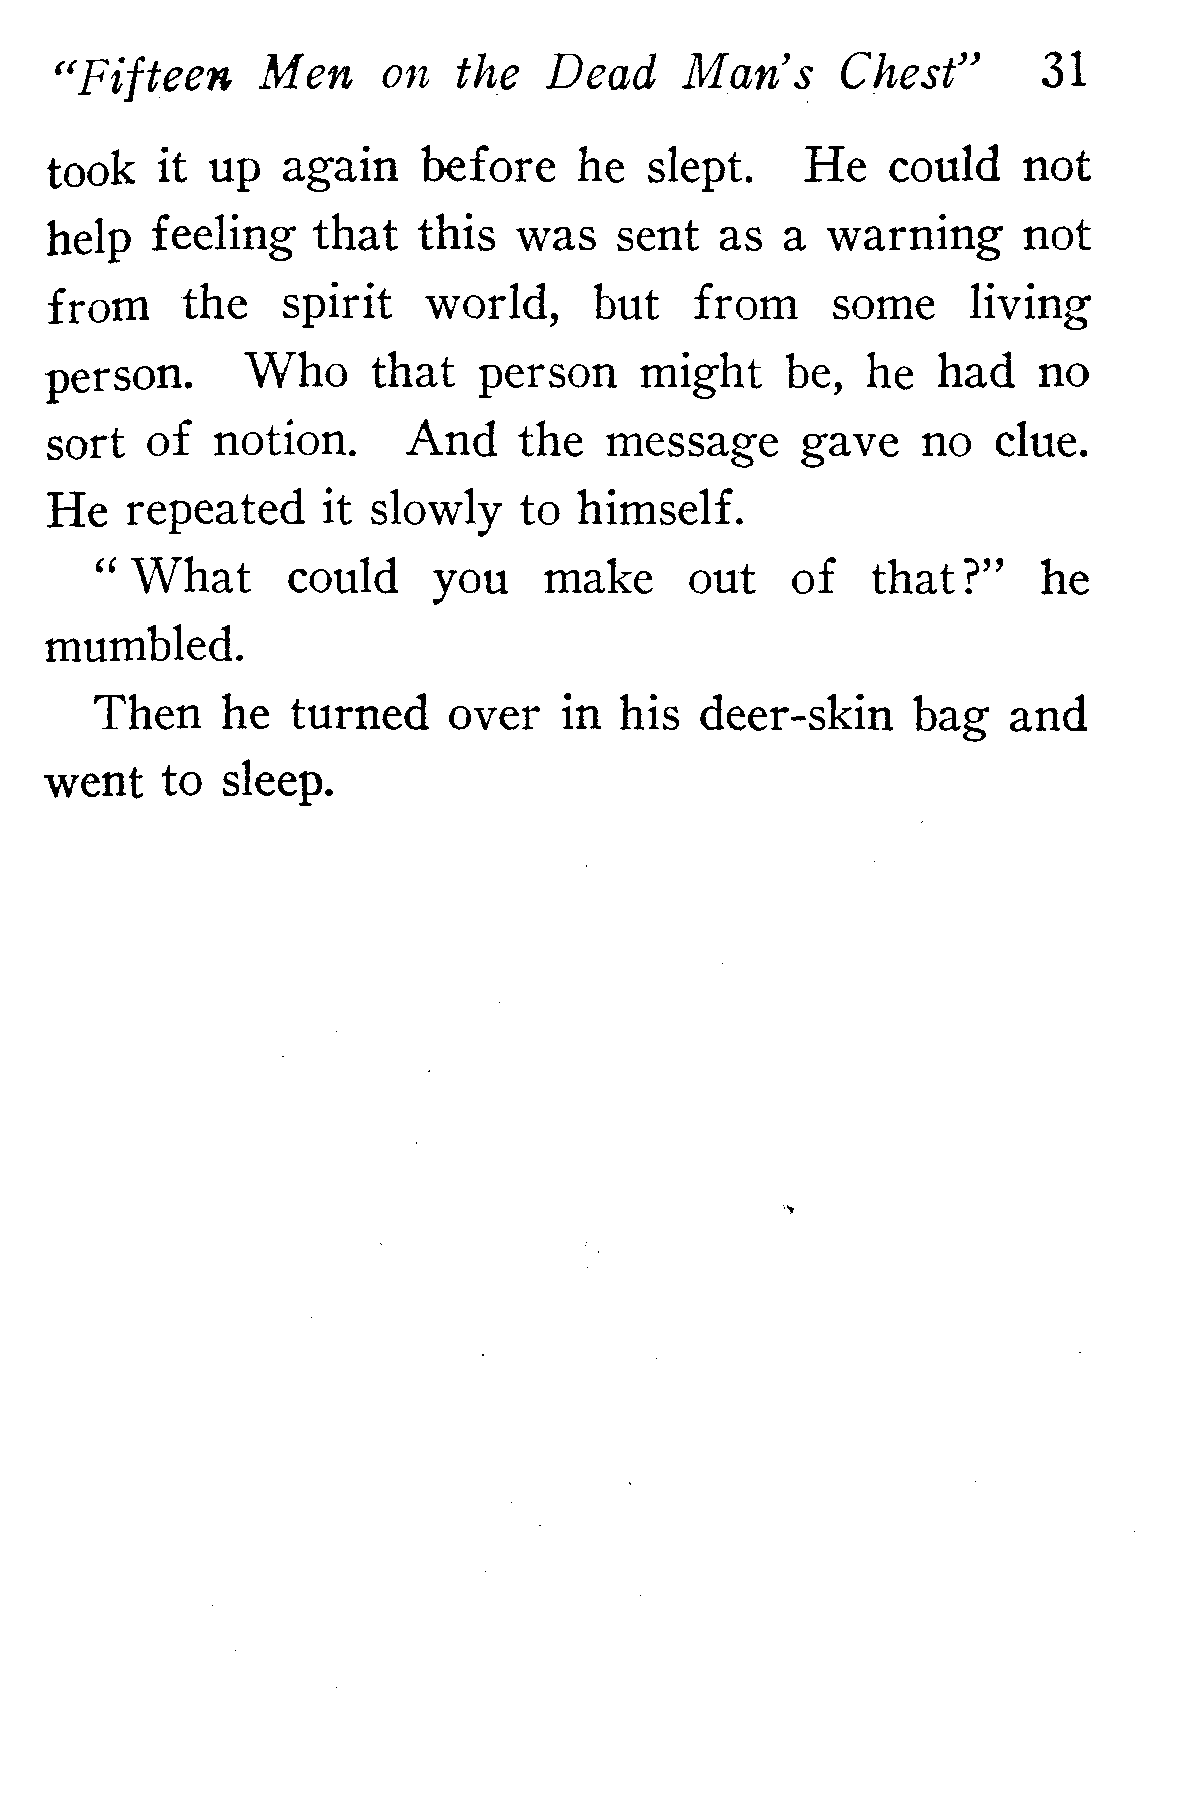 “Fifteen Men on the Dead Man’s Chest” 31
took it up again before he slept. He could not
help feeling that this was sent as a warning not
from the spirit world, but from some living
person. Who that person might be, he had no
sort of notion. And the message gave no clue.
He repeated it slowly to himself.
“ What could you make out of that?” he
mumbled.
Then he turned over in his deer-skin bag and
went to sleep.